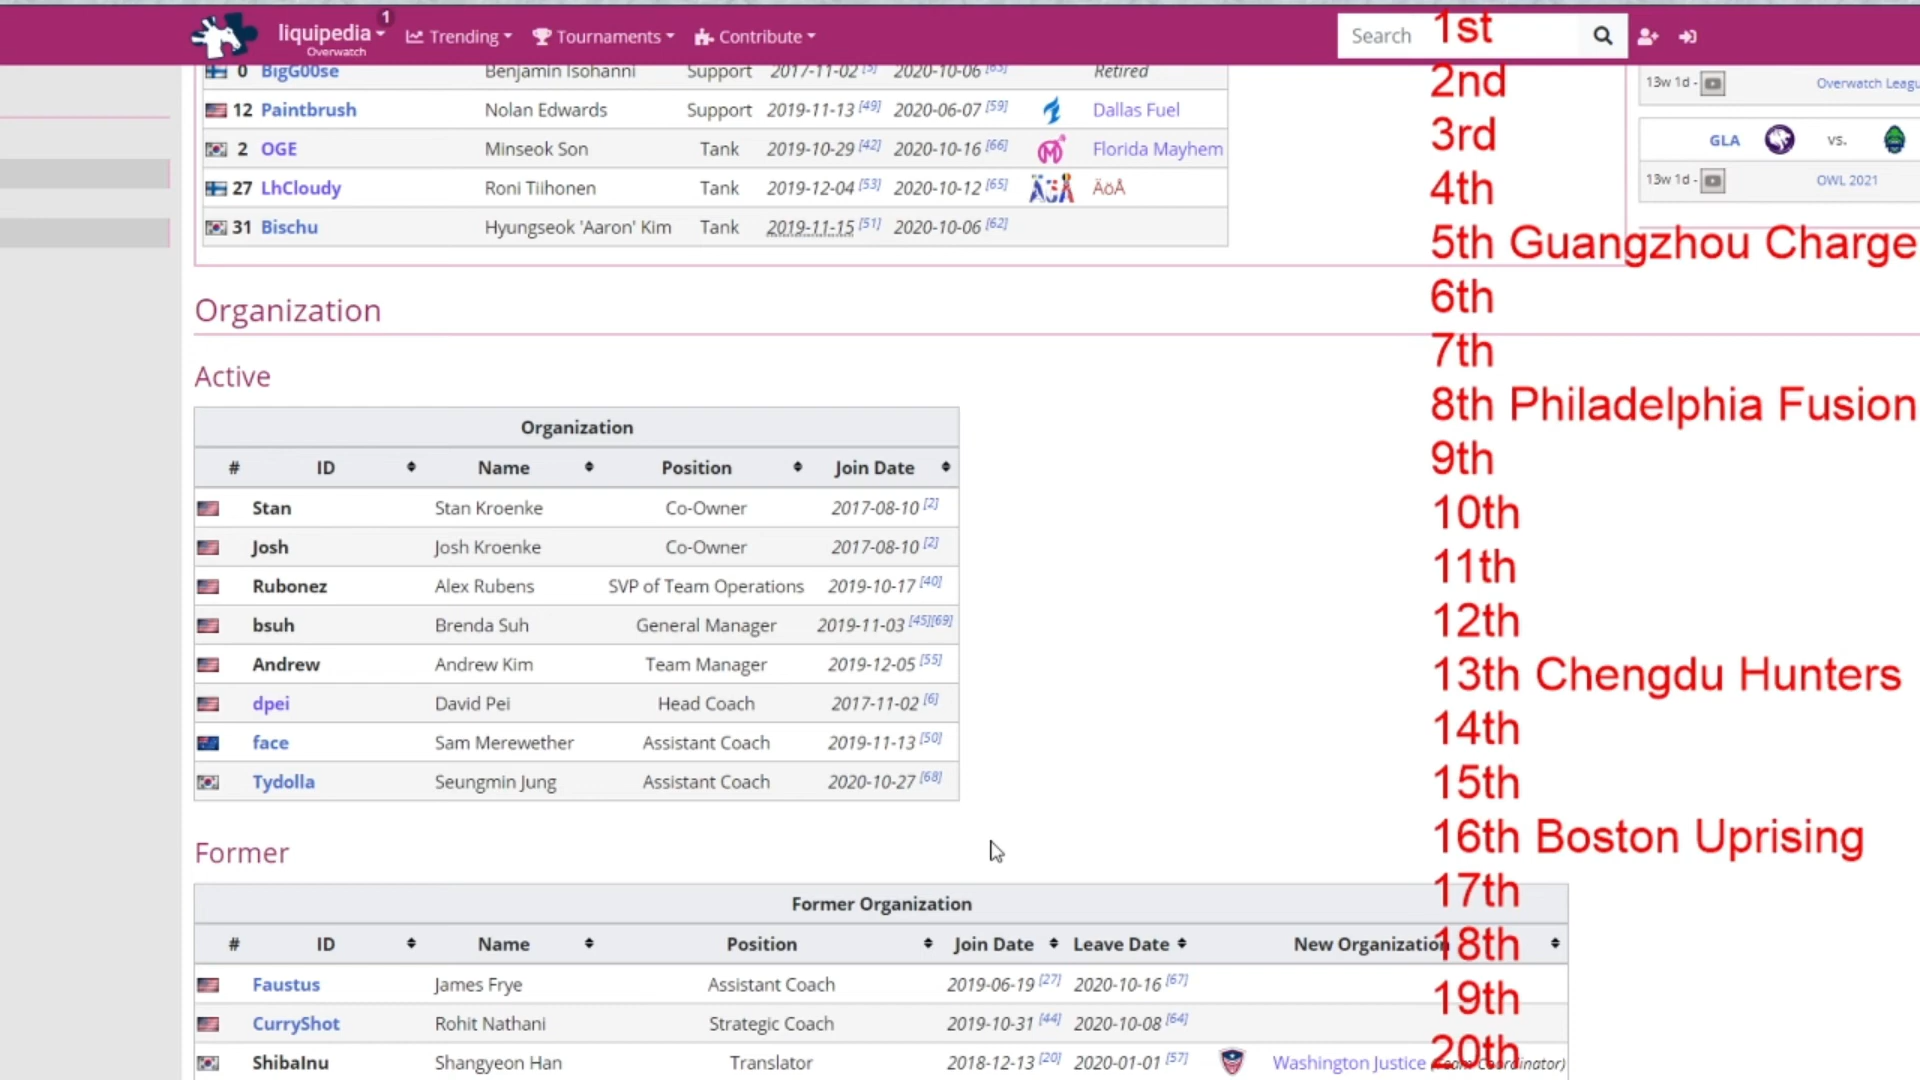 liquipedia 1 Trending Tournaments Contribute Search
Overwatch
0 BigG00se Benjamin Isohanni Support 2017-11-02 [5] 2020-10-06 [63] Retired
12 Paintbrush Nolan Edwards Support 2019-11-13 [49] 2020-06-07 [59] Dallas Fuel
2 OGE Minseok Son Tank 2019-10-29 [42] 2020-10-16 [66] Florida Mayhem
27 LhCloudy Roni Tiihonen Tank 2019-12-04 [53] 2020-10-12 [65] ÄöÅ
31 Bischu Hyungseok 'Aaron' Kim Tank 2019-11-15 [51] 2020-10-06 [62]
Organization
Active
Organization
# ID Name Position Join Date
Stan Stan Kroenke Co-Owner 2017-08-10 [2]
Josh Josh Kroenke Co-Owner 2017-08-10 [2]
Rubonez Alex Rubens SVP of Team Operations 2019-10-17 [40]
bsuh Brenda Suh General Manager 2019-11-03 [45][69]
Andrew Andrew Kim Team Manager 2019-12-05 [55]
dpei David Pei Head Coach 2017-11-02 [6]
face Sam Merewether Assistant Coach 2019-11-13 [50]
Tydolla Seungmin Jung Assistant Coach 2020-10-27 [68]
Former
Former Organization
# ID Name Position Join Date Leave Date New Organization
Faustus James Frye Assistant Coach 2019-06-19 [27] 2020-10-16 [67]
CurryShot Rohit Nathani Strategic Coach 2019-10-31 [44] 2020-10-08 [64]
ShibaInu Shangyeon Han Translator 2018-12-13 [20] 2020-01-01 [57] Washington Justice
13w 1d - Overwatch Leagu
GLA vs.
13w 1d - OWL 2021
1st
2nd
3rd
4th
5th Guangzhou Charge
6th
7th
8th Philadelphia Fusion
9th
10th
11th
12th
13th Chengdu Hunters
14th
15th
16th Boston Uprising
17th
18th
19th
20th